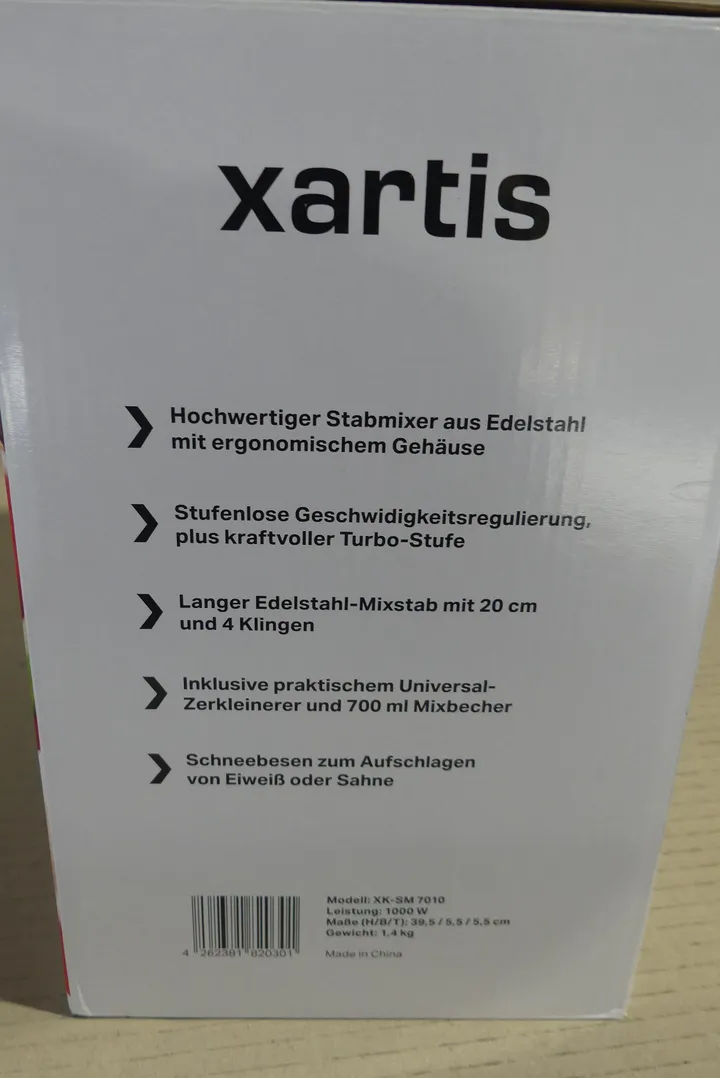 xartis
Hochwertiger Stabmixer aus Edelstahl
mit ergonomischem Gehäuse
Stufenlose Geschwidigkeitsregulierung,
plus kraftvoller Turbo-Stufe
Langer Edelstahl-Mixstab mit 20 cm
und 4 Klingen
Inklusive praktischem Universal-
Zerkleinerer und 700 ml Mixbecher
Schneebesen zum Aufschlagen
von Eiweiß oder Sahne
Modell: XK-SM 7010
Leistung: 1000 W
Maße (H/B/T): 39,5 / 5,5 / 5,5 cm
Gewicht: 1,4 kg
Made in China
4 262381 820301